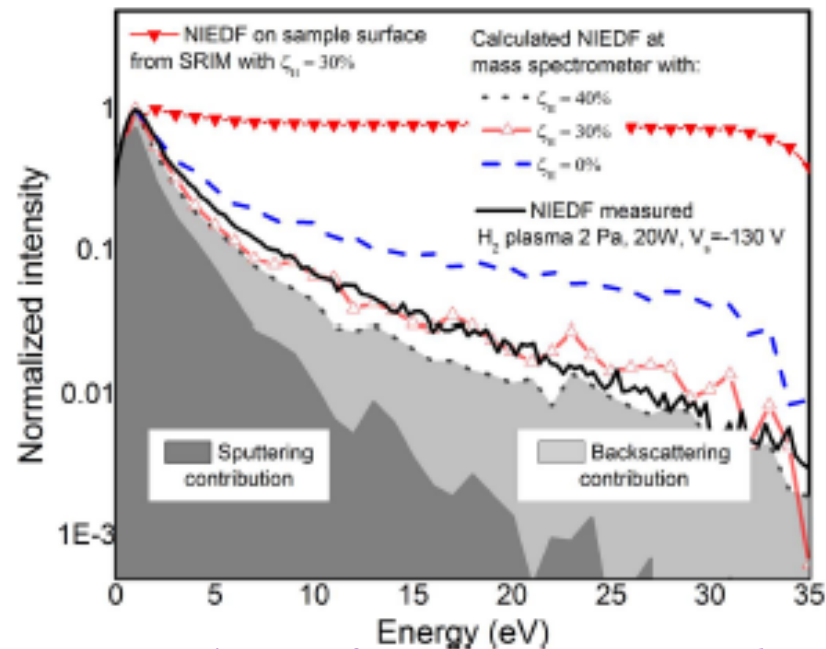 NIEDF on sample surface
from SRIM with ζH = 30%
Calculated NIEDF at
mass spectrometer with:
ζH = 40%
ζH = 30%
ζH = 0%
NIEDF measured
H2 plasma 2 Pa, 20W, Vs=-130 V
Normalized intensity
1
0.1
0.01
1E-3
Sputtering
contribution
Backscattering
contribution
0 5 10 15 20 25 30 35
Energy (eV)